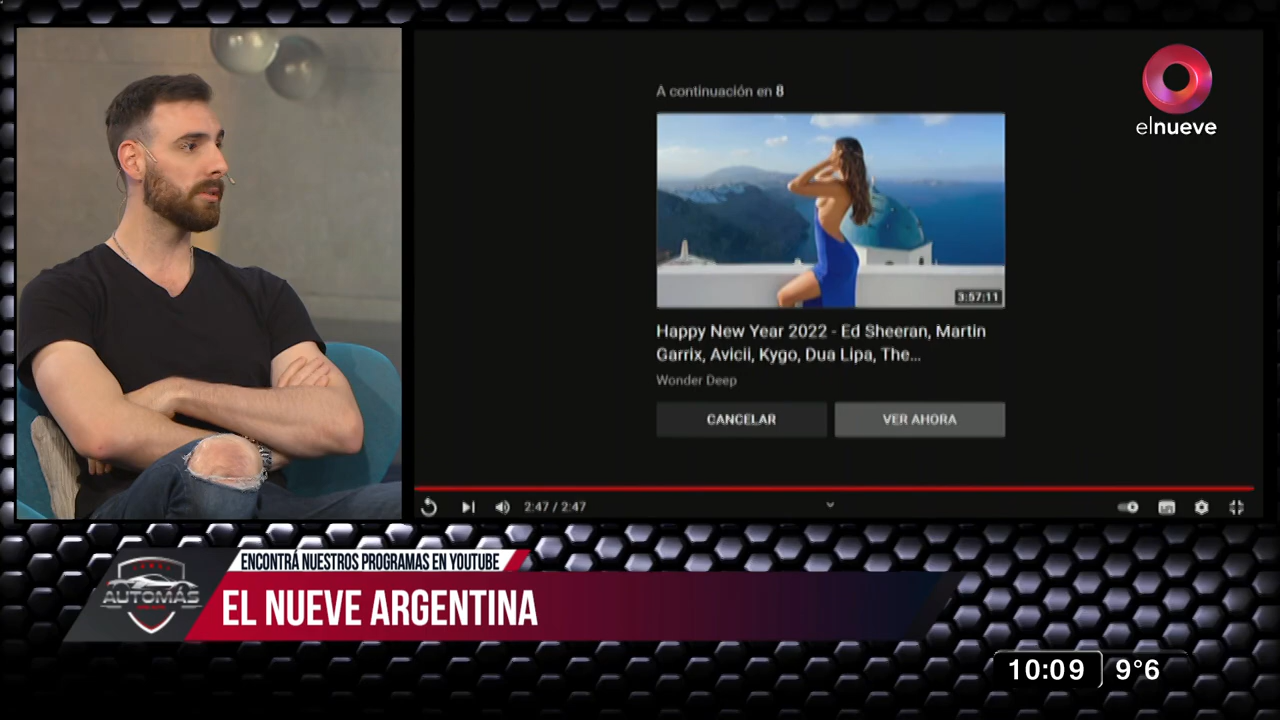 A continuación en 8
elnueve
3:57:11
Happy New Year 2022 - Ed Sheeran, Martin
Garrix, Avicii, Kygo, Dua Lipa, The...
Wonder Deep
CANCELAR
VER AHORA
2:47 / 2:47
ENCONTRÁ NUESTROS PROGRAMAS EN YOUTUBE
AUTOMÁS
EL NUEVE ARGENTINA
10:09
9°6